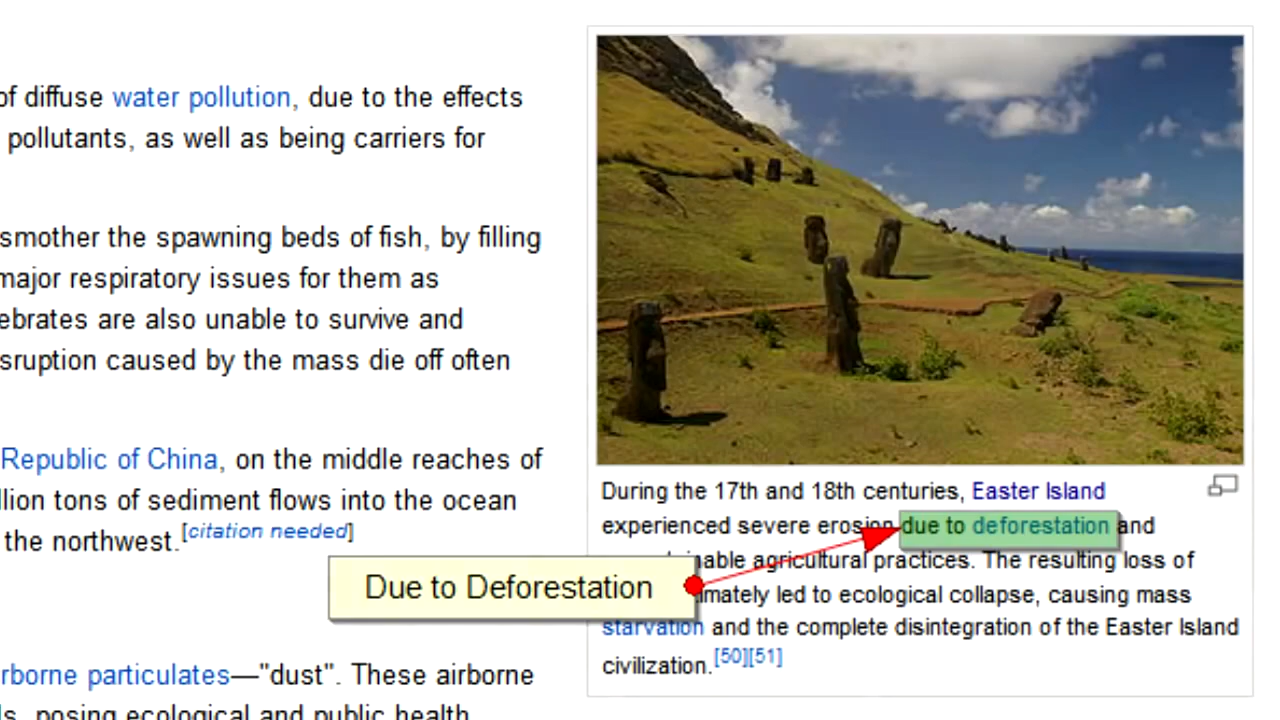 of diffuse water pollution, due to the effects
pollutants, as well as being carriers for
smother the spawning beds of fish, by filling
major respiratory issues for them as
are also unable to survive and
caused by the mass die off often
Republic of China, on the middle reaches of
tons of sediment flows into the ocean
the northwest.[citation needed]
particulates—"dust". These airborne
posing ecological and public health
During the 17th and 18th centuries, Easter Island
experienced severe erosion due to deforestation and
agricultural practices. The resulting loss of
led to ecological collapse, causing mass
starvation and the complete disintegration of the Easter Island
civilization.[50][51]
Due to Deforestation